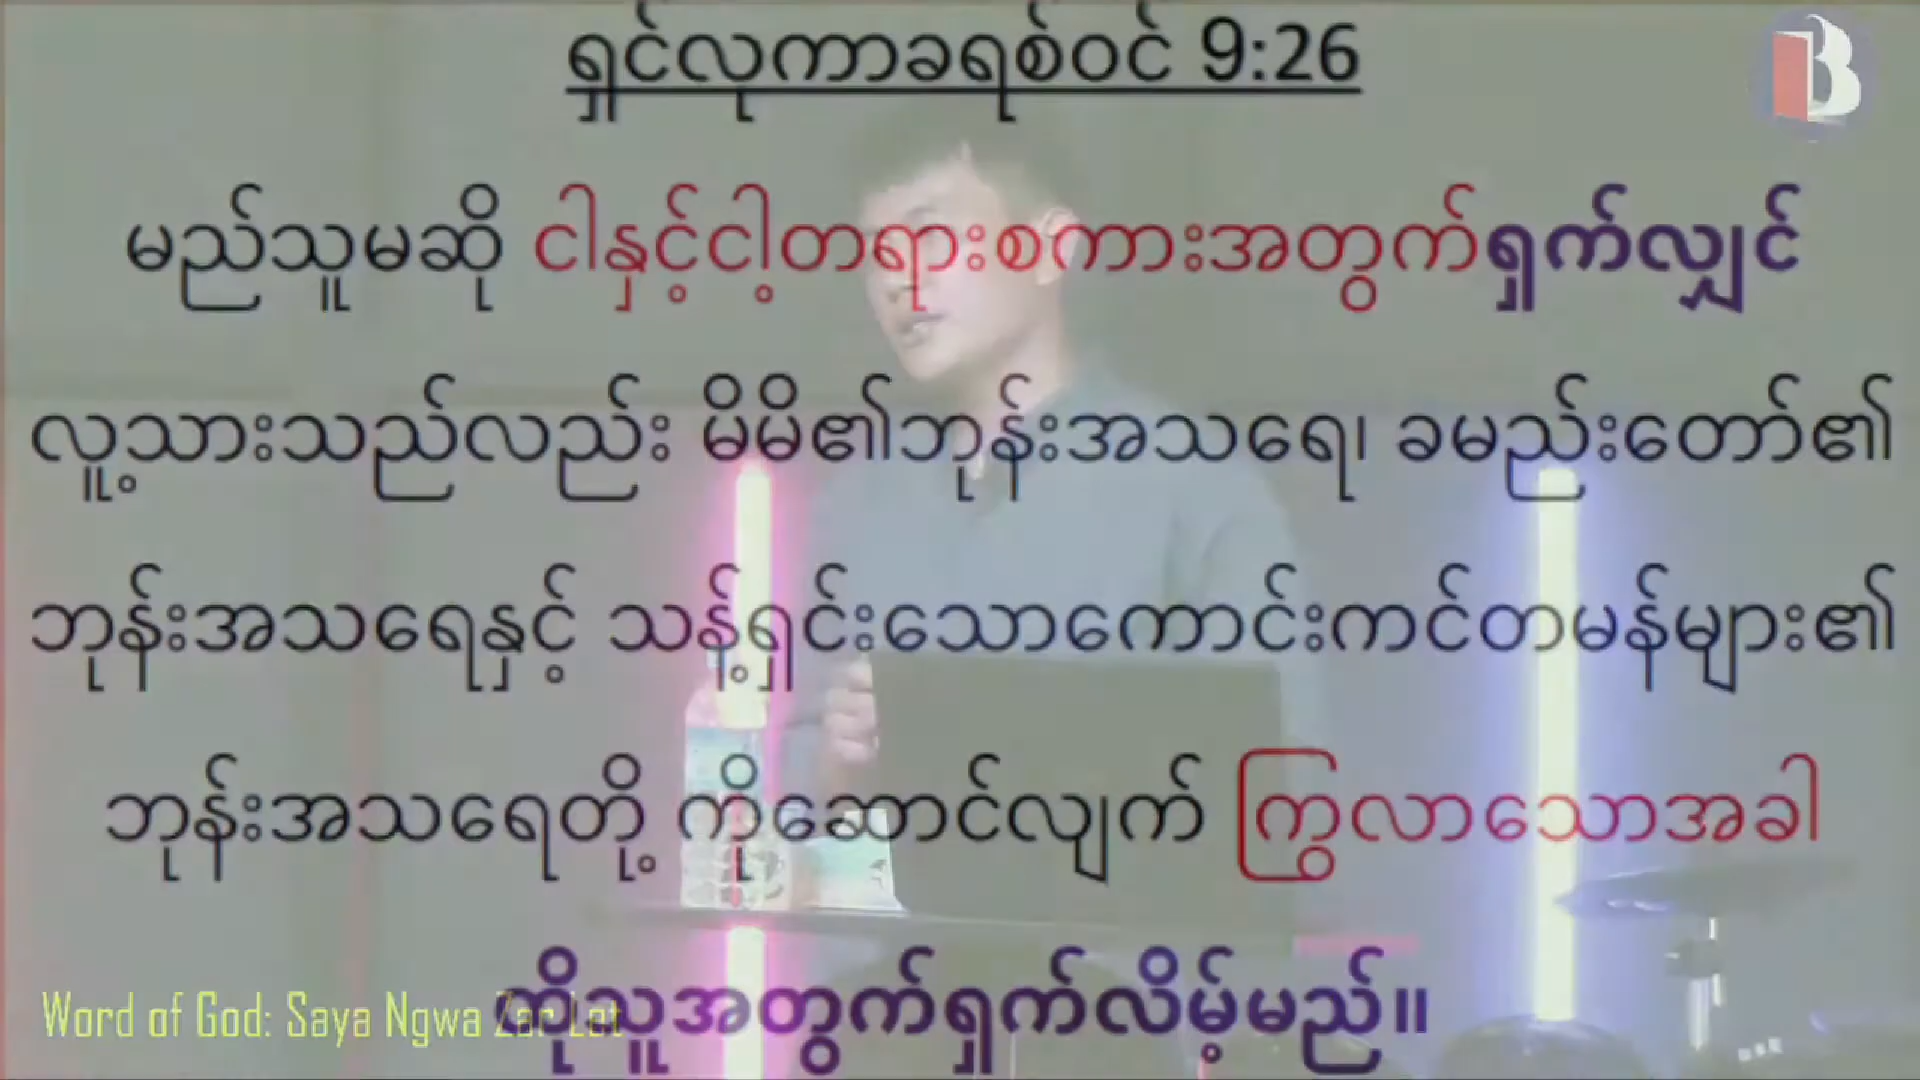 ရှင်လုကာခရစ်ဝင် 9:26
B
မည်သူမဆို ငါနှင့်ငါ့တရားစကားအတွက်ရှက်လျှင်
လူ့သားသည်လည်း မိမိ၏ဘုန်းအသရေ၊ ခမည်းတော်၏
ဘုန်းအသရေနှင့် သန့်ရှင်းသောကောင်းကင်တမန်များ၏
ဘုန်းအသရေတို့ ကိုဆောင်လျက် ကြွလာသောအခါ
ထိုသူအတွက်ရှက်လိမ့်မည်။
Word of God: Saya Ngwa Zar Let